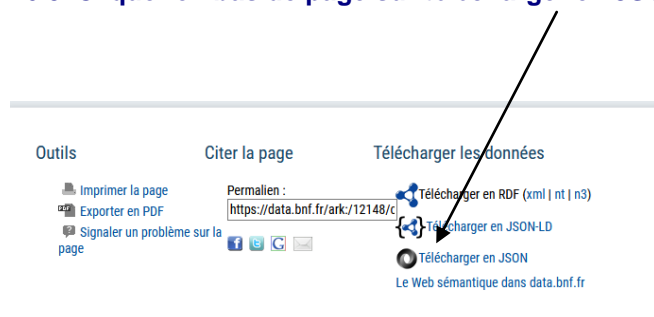 Outils
Imprimer la page
Exporter en PDF
Signaler un problème sur la
page
Citer la page
Permalien :
https://data.bnf.fr/ark:/12148/c
Télécharger les données
Télécharger en RDF (xml | nt | n3)
Télécharger en JSON-LD
Télécharger en JSON
Le Web sémantique dans data.bnf.fr